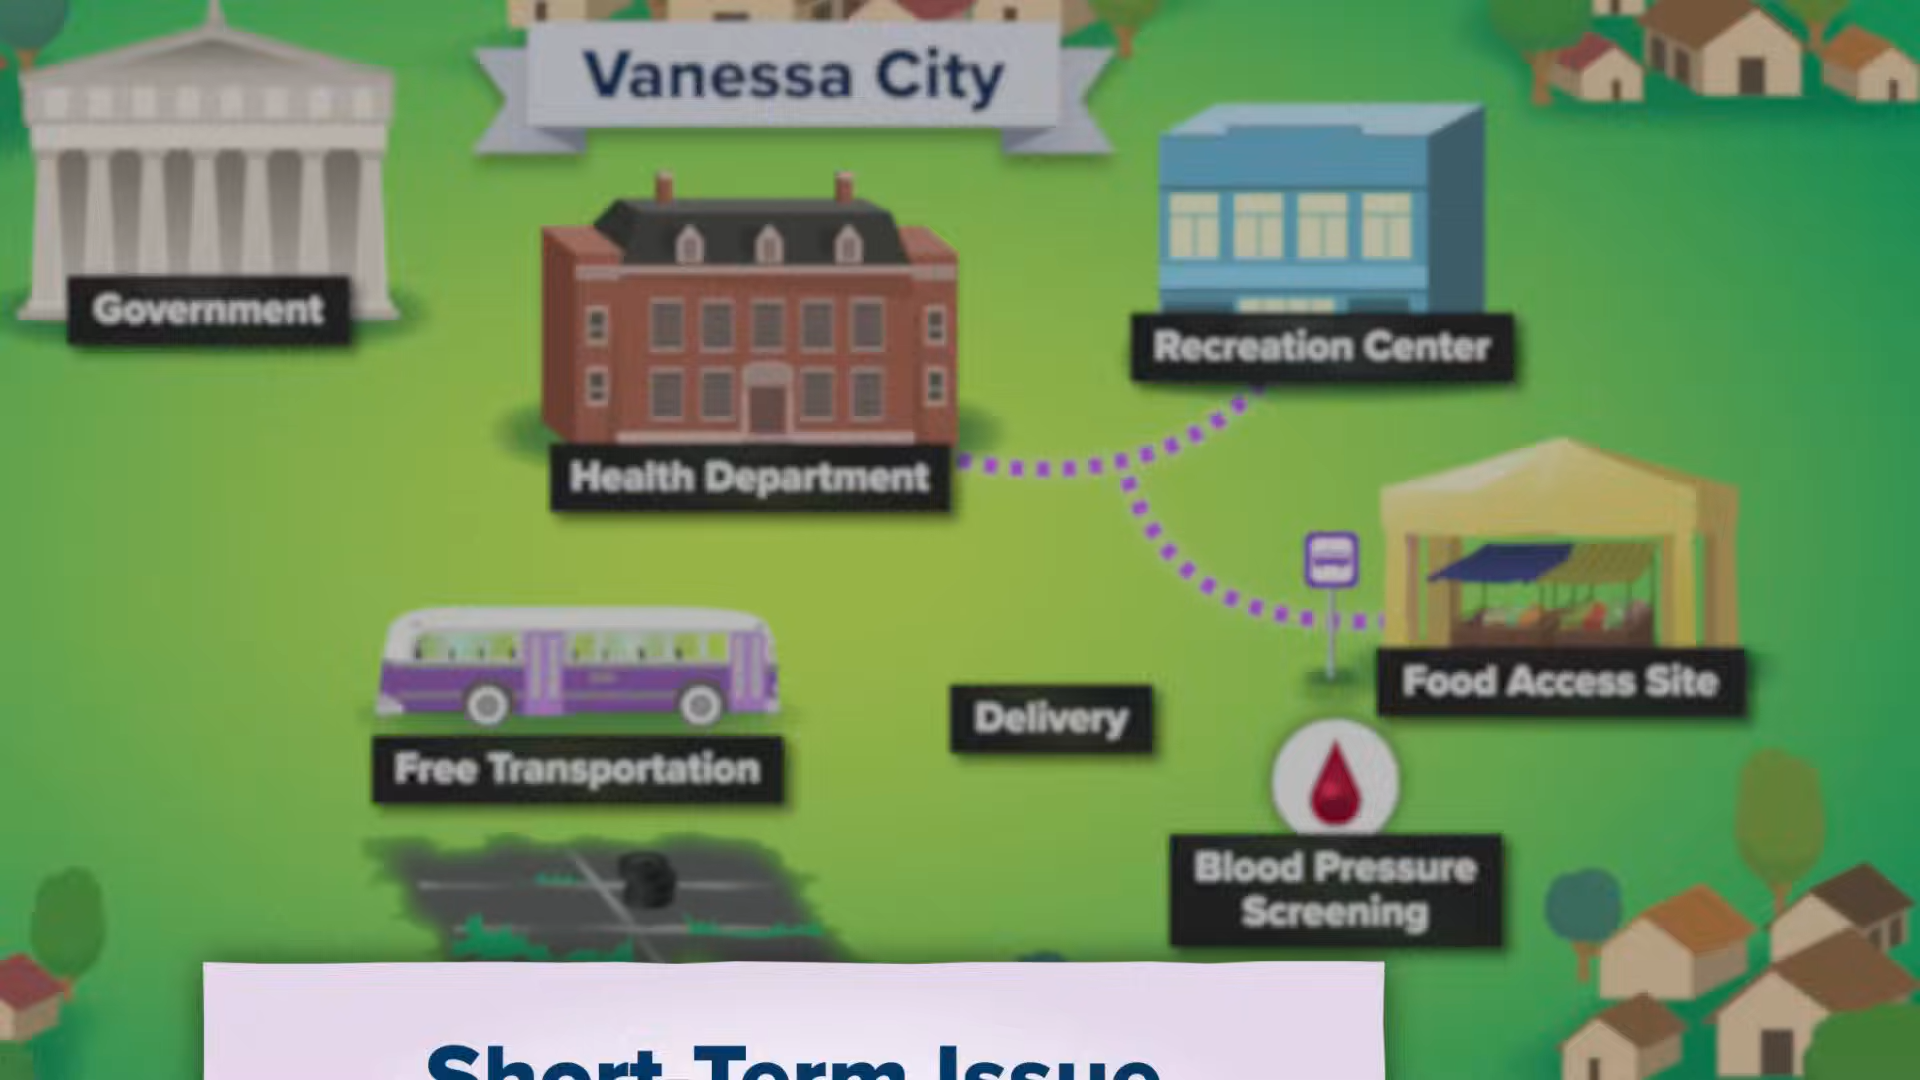 Vanessa City
Government
Recreation Center
Health Department
Food Access Site
Delivery
Free Transportation
Blood Pressure
Screening
Short-Term Issue